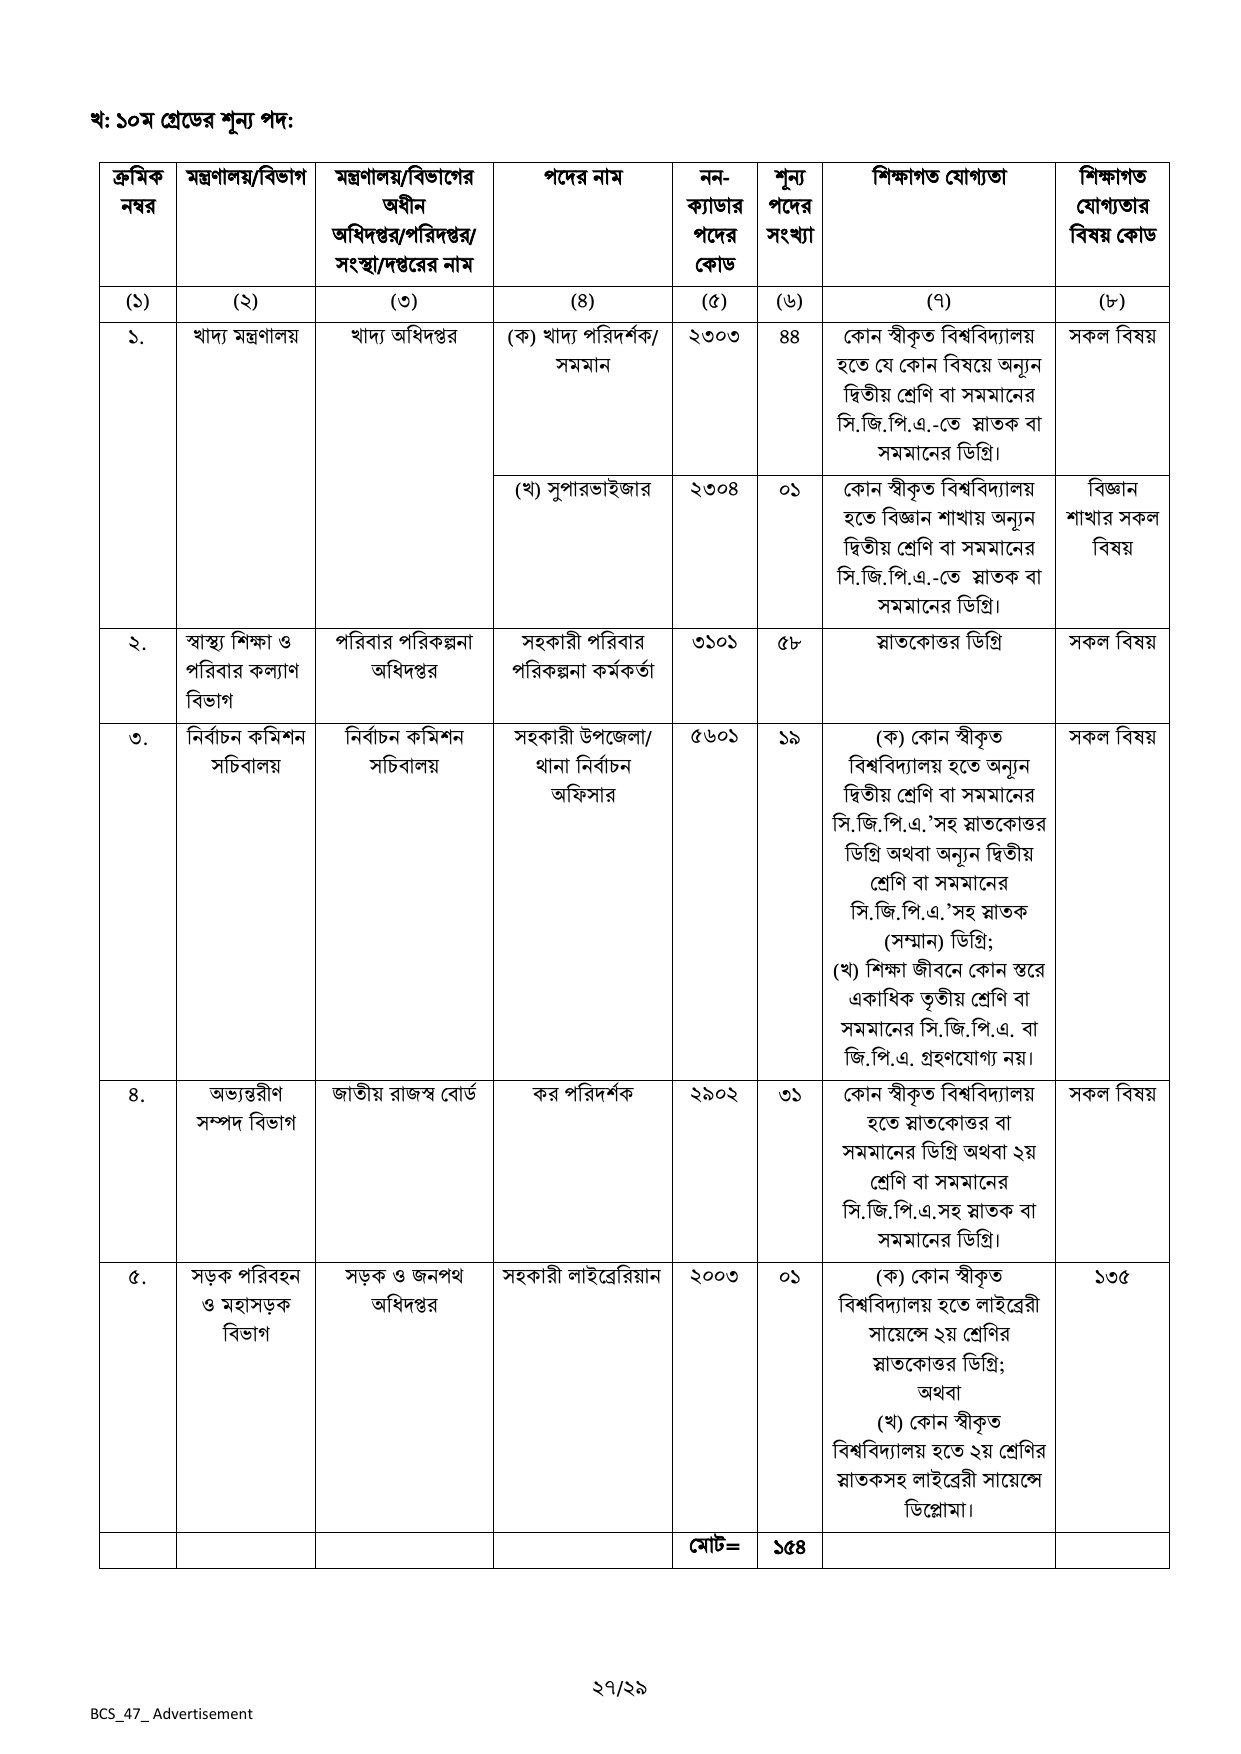 খ: ১০ম গ্রেডের শূন্য পদ:
ক্রমিক নম্বর
মন্ত্রণালয়/বিভাগ
মন্ত্রণালয়/বিভাগের
অধীন
অধিদপ্তর/পরিদপ্তর/
সংস্থা/দপ্তরের নাম
পদের নাম
নন-
ক্যাডার
পদের
কোড
শূন্য
পদের
সংখ্যা
শিক্ষাগত যোগ্যতা
শিক্ষাগত
যোগ্যতার
বিষয় কোড
(১) (২) (৩) (৪) (৫) (৬) (৭) (৮)
১.
খাদ্য মন্ত্রণালয়
খাদ্য অধিদপ্তর
(ক) খাদ্য পরিদর্শক/
সমমান
২৩০৩
৪৪
কোন স্বীকৃত বিশ্ববিদ্যালয়
হতে যে কোন বিষয়ে অন্যূন
দ্বিতীয় শ্রেণি বা সমমানের
সি.জি.পি.এ.-তে স্নাতক বা
সমমানের ডিগ্রি।
সকল বিষয়
(খ) সুপারভাইজার
২৩০৪
০১
কোন স্বীকৃত বিশ্ববিদ্যালয়
হতে বিজ্ঞান শাখায় অন্যূন
দ্বিতীয় শ্রেণি বা সমমানের
সি.জি.পি.এ.-তে স্নাতক বা
সমমানের ডিগ্রি।
বিজ্ঞান
শাখার সকল
বিষয়
২.
স্বাস্থ্য শিক্ষা ও
পরিবার কল্যাণ
বিভাগ
পরিবার পরিকল্পনা
অধিদপ্তর
সহকারী পরিবার
পরিকল্পনা কর্মকর্তা
৩১০১
৫৮
স্নাতকোত্তর ডিগ্রি
সকল বিষয়
৩.
নির্বাচন কমিশন
সচিবালয়
নির্বাচন কমিশন
সচিবালয়
সহকারী উপজেলা/
থানা নির্বাচন
অফিসার
৫৬০১
১৯
(ক) কোন স্বীকৃত
বিশ্ববিদ্যালয় হতে অন্যূন
দ্বিতীয় শ্রেণি বা সমমানের
সি.জি.পি.এ.’সহ স্নাতকোত্তর
ডিগ্রি অথবা অন্যূন দ্বিতীয়
শ্রেণি বা সমমানের
সি.জি.পি.এ.’সহ স্নাতক
(সম্মান) ডিগ্রি;
(খ) শিক্ষা জীবনে কোন স্তরে
একাধিক তৃতীয় শ্রেণি বা
সমমানের সি.জি.পি.এ. বা
জি.পি.এ. গ্রহণযোগ্য নয়।
সকল বিষয়
৪.
অভ্যন্তরীণ
সম্পদ বিভাগ
জাতীয় রাজস্ব বোর্ড
কর পরিদর্শক
২৯০২
৩১
কোন স্বীকৃত বিশ্ববিদ্যালয়
হতে স্নাতকোত্তর বা
সমমানের ডিগ্রি অথবা ২য়
শ্রেণি বা সমমানের
সি.জি.পি.এ.সহ স্নাতক বা
সমমানের ডিগ্রি।
সকল বিষয়
৫.
সড়ক পরিবহন
ও মহাসড়ক
বিভাগ
সড়ক ও জনপথ
অধিদপ্তর
সহকারী লাইব্রেরিয়ান
২০০৩
০১
(ক) কোন স্বীকৃত
বিশ্ববিদ্যালয় হতে লাইব্রেরী
সায়েন্সে ২য় শ্রেণির
স্নাতকোত্তর ডিগ্রি;
অথবা
(খ) কোন স্বীকৃত
বিশ্ববিদ্যালয় হতে ২য় শ্রেণির
স্নাতকসহ লাইব্রেরী সায়েন্সে
ডিপ্লোমা।
১৩৫
মোট= ১৫৪
২৭/২৯
BCS_47_ Advertisement